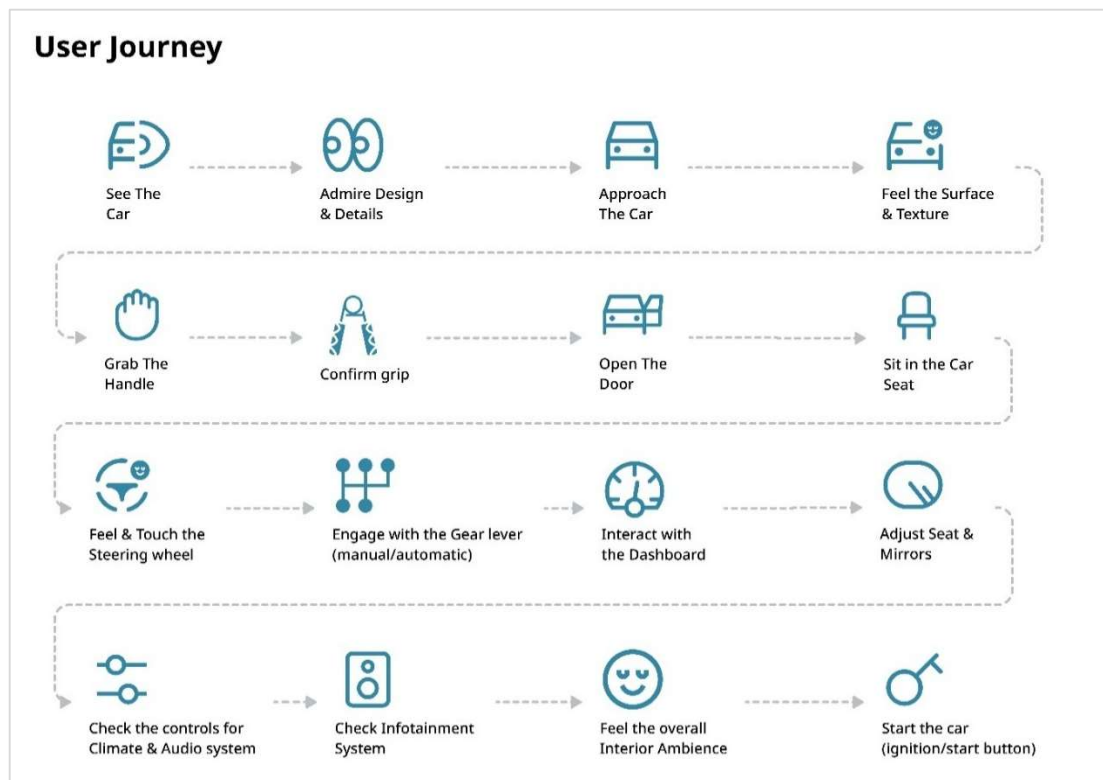 User Journey
See The
Car
Admire Design
& Details
Approach
The Car
Feel the Surface
& Texture
Grab The
Handle
Confirm grip
Open The
Door
Sit in the Car
Seat
Feel & Touch the
Steering wheel
Engage with the Gear lever
(manual/automatic)
Interact with
the Dashboard
Adjust Seat &
Mirrors
Check the controls for
Climate & Audio system
Check Infotainment
System
Feel the overall
Interior Ambience
Start the car
(ignition/start button)